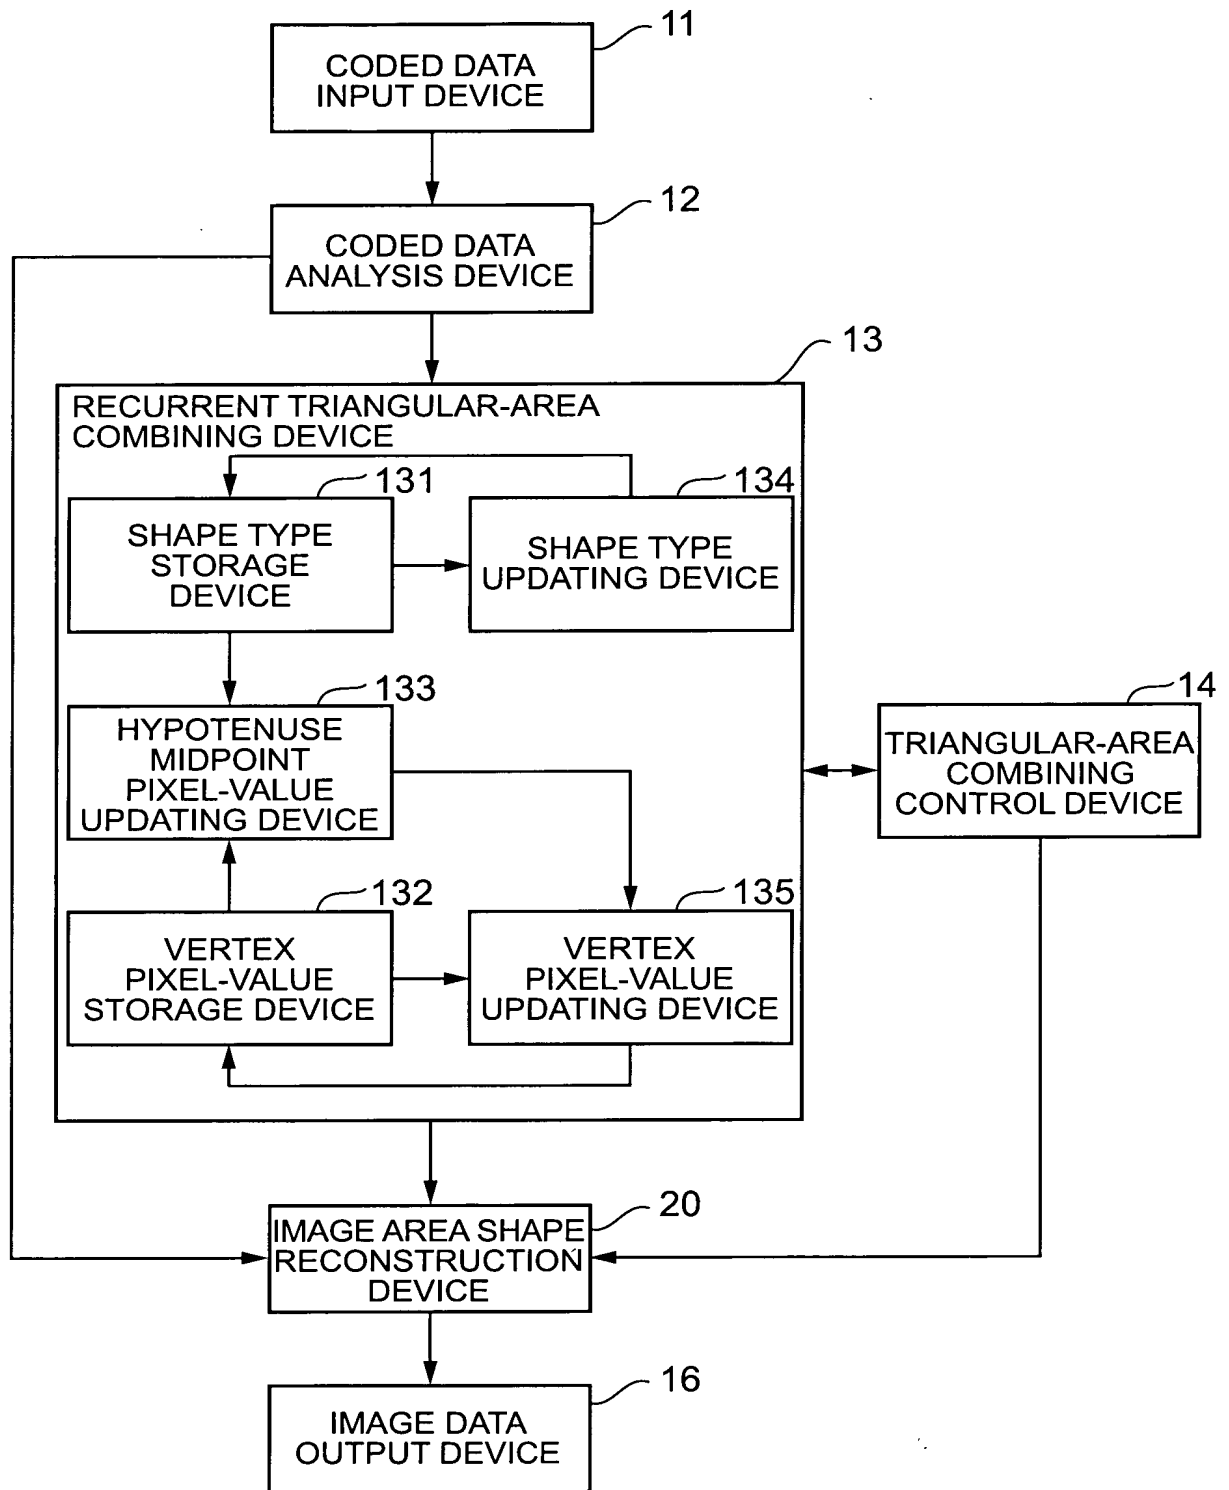 11
CODED DATA
INPUT DEVICE
12
CODED DATA
ANALYSIS DEVICE
13
RECURRENT TRIANGULAR-AREA
COMBINING DEVICE
131
SHAPE TYPE
STORAGE
DEVICE
134
SHAPE TYPE
UPDATING DEVICE
133
HYPOTENUSE
MIDPOINT
PIXEL-VALUE
UPDATING DEVICE
14
TRIANGULAR-AREA
COMBINING
CONTROL DEVICE
132
VERTEX
PIXEL-VALUE
STORAGE DEVICE
135
VERTEX
PIXEL-VALUE
UPDATING DEVICE
20
IMAGE AREA SHAPE
RECONSTRUCTION
DEVICE
16
IMAGE DATA
OUTPUT DEVICE